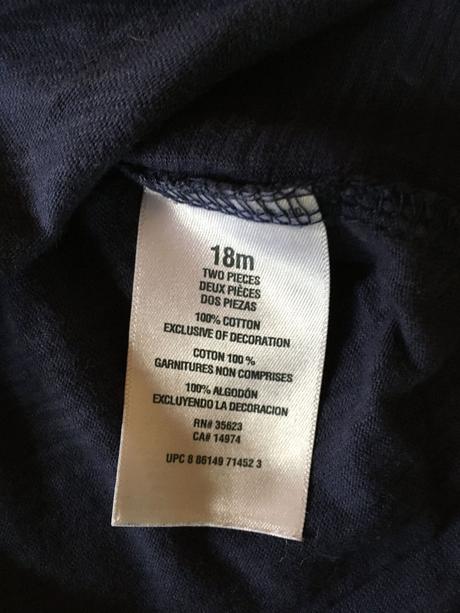 18m
TWO PIECES
DEUX PIÈCES
DOS PIEZAS
100% COTTON
EXCLUSIVE OF DECORATION
COTON 100 %
GARNITURES NON COMPRISES
100% ALGODÓN
EXCLUYENDO LA DECORACION
RN# 35623
CA# 14974
UPC 8 86149 71452 3